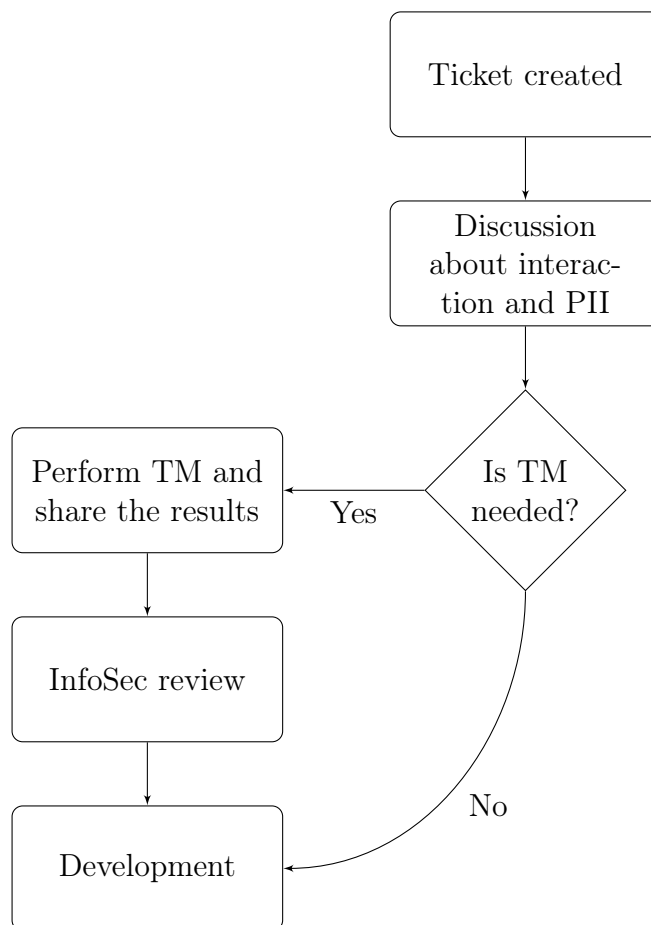 Ticket created
Discussion
about interac-
tion and PII
Is TM
needed?
Yes
Perform TM and
share the results
InfoSec review
No
Development